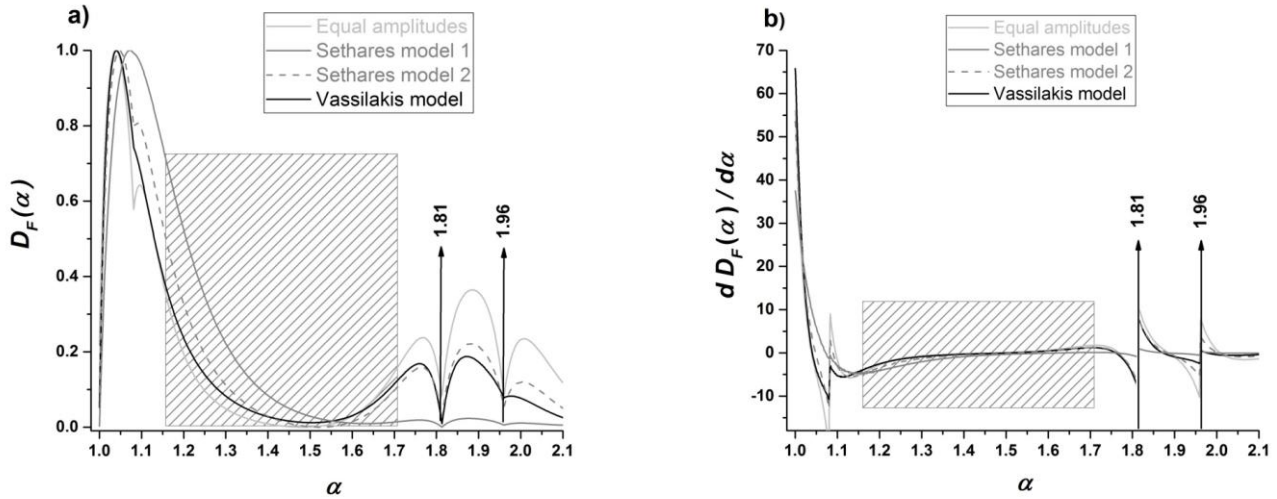 a)
Equal amplitudes
Sethares model 1
Sethares model 2
Vassilakis model
D_F(α)
1.0
0.8
0.6
0.4
0.2
0.0
1.81
1.96
1.0 1.1 1.2 1.3 1.4 1.5 1.6 1.7 1.8 1.9 2.0 2.1
α
b)
Equal amplitudes
Sethares model 1
Sethares model 2
Vassilakis model
d D_F(α) / dα
70
60
50
40
30
20
10
0
-10
1.81
1.96
1.0 1.1 1.2 1.3 1.4 1.5 1.6 1.7 1.8 1.9 2.0 2.1
α